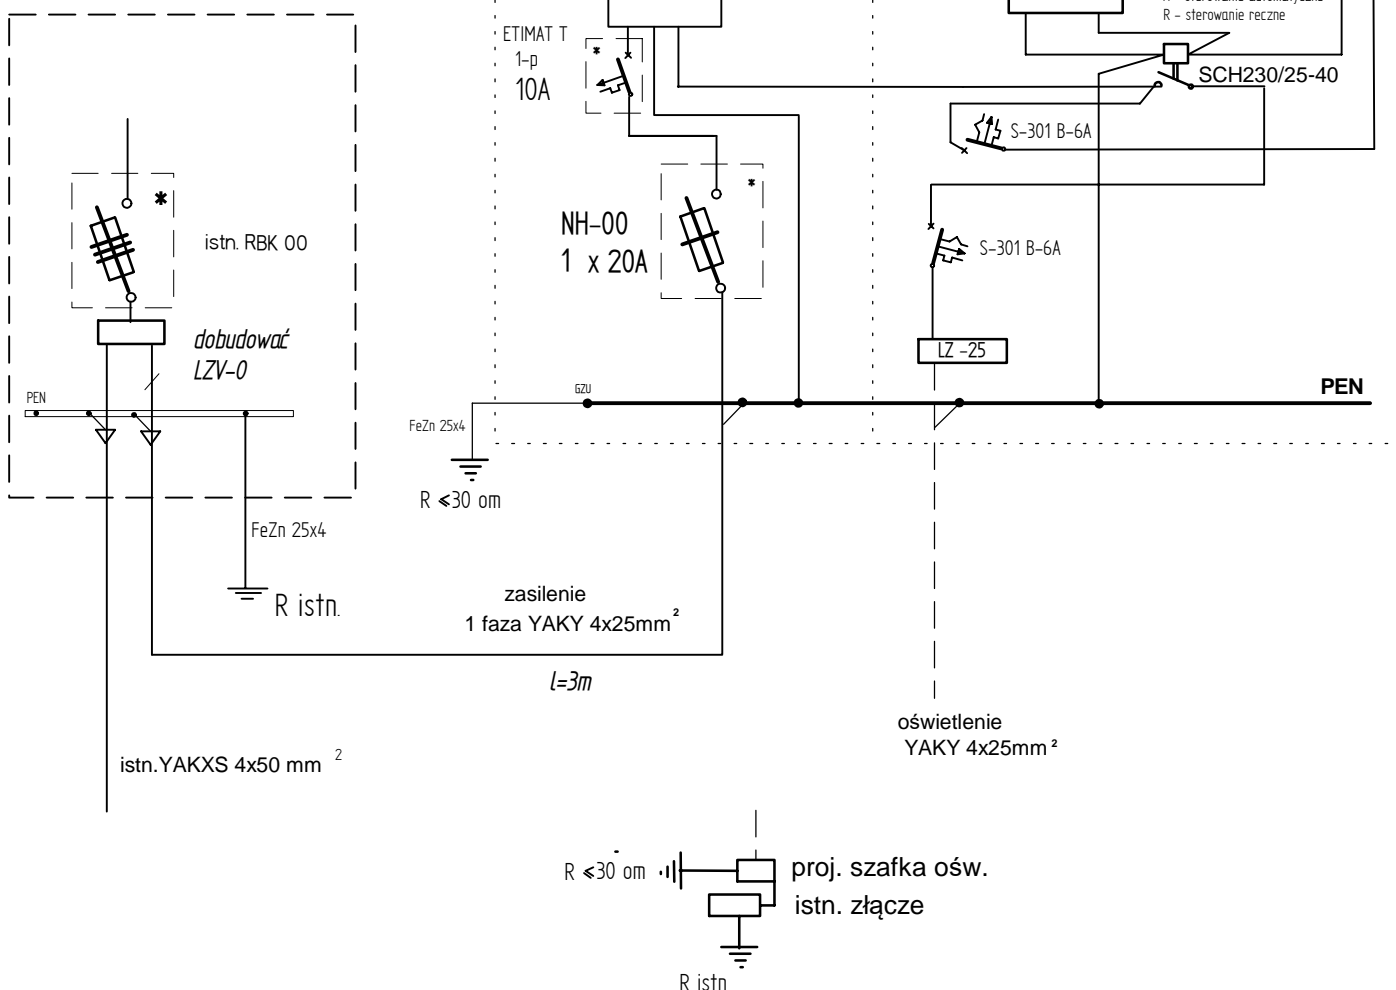 R - sterowanie reczne
ETIMAT T
1-p
10A
*
SCH230/25-40
S-301 B-6A
*
istn. RBK 00
*
NH-00
1 x 20A
S-301 B-6A
dobudować
LZV-0
LZ -25
PEN
GZU
PEN
FeZn 25x4
R ≤30 om
FeZn 25x4
R istn.
zasilenie
1 faza YAKY 4x25mm²
l=3m
oświetlenie
YAKY 4x25mm²
istn.YAKXS 4x50 mm ²
R ≤30 om
proj. szafka ośw.
istn. złącze
R istn